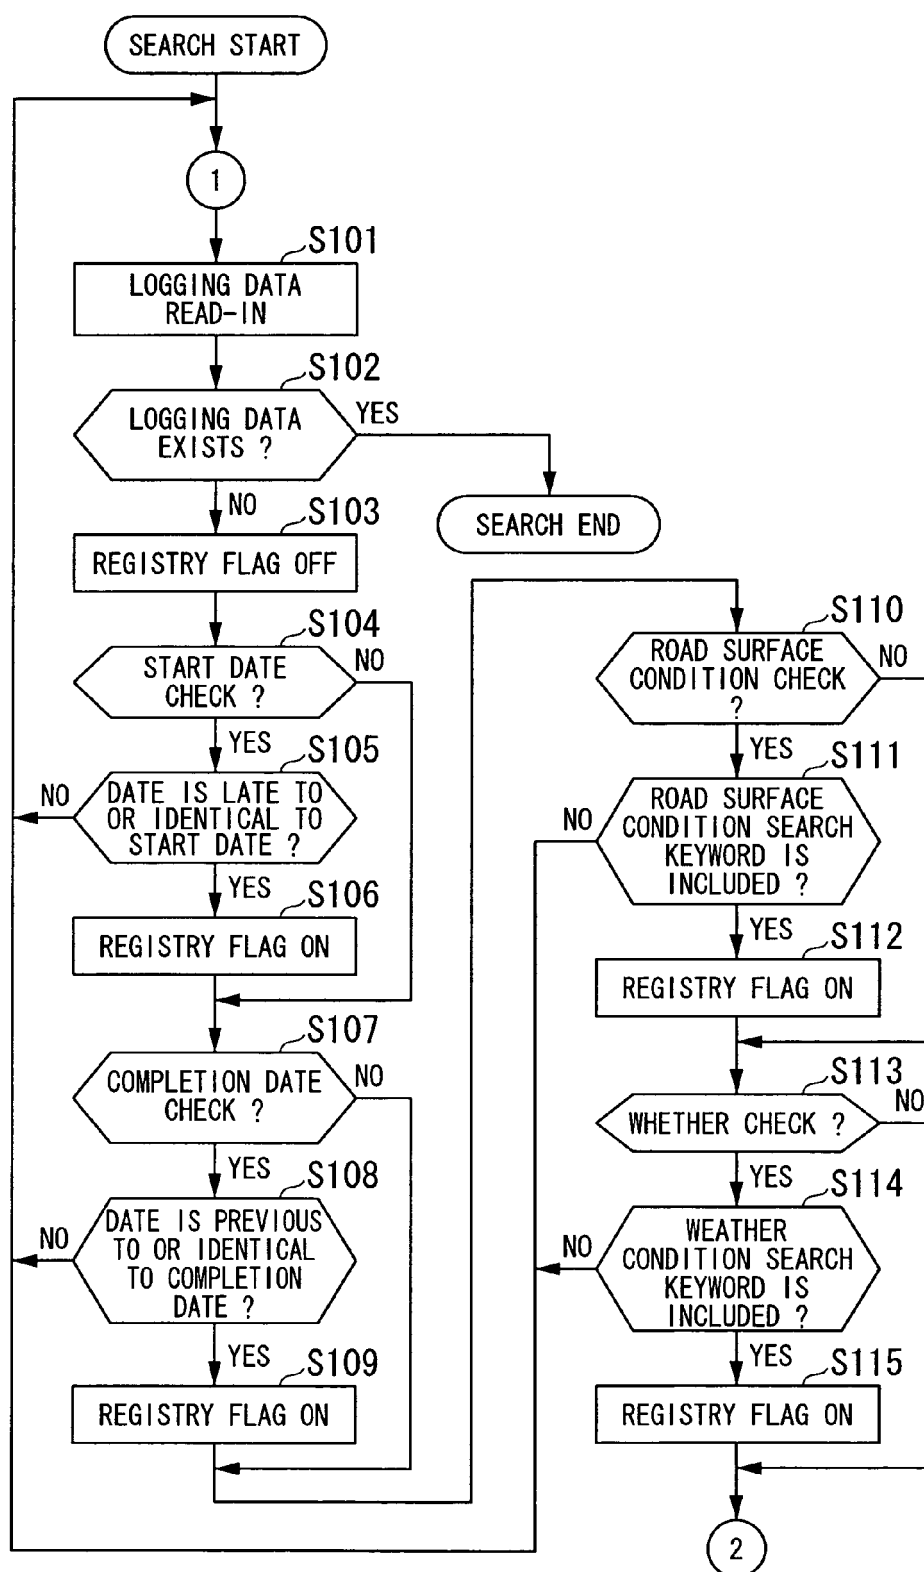 SEARCH START
1
S101
LOGGING DATA
READ-IN
S102
LOGGING DATA
EXISTS ?
YES
NO
SEARCH END
S103
REGISTRY FLAG OFF
S104
START DATE
CHECK ?
NO
YES
S105
DATE IS LATE TO
OR IDENTICAL TO
START DATE ?
NO
YES
S106
REGISTRY FLAG ON
S107
COMPLETION DATE
CHECK ?
NO
YES
S108
DATE IS PREVIOUS
TO OR IDENTICAL
TO COMPLETION
DATE ?
NO
YES
S109
REGISTRY FLAG ON
S110
ROAD SURFACE
CONDITION CHECK
?
NO
YES
S111
ROAD SURFACE
CONDITION SEARCH
KEYWORD IS
INCLUDED ?
NO
YES
S112
REGISTRY FLAG ON
S113
WHETHER CHECK ?
NO
YES
S114
WEATHER
CONDITION SEARCH
KEYWORD IS
INCLUDED ?
NO
YES
S115
REGISTRY FLAG ON
2